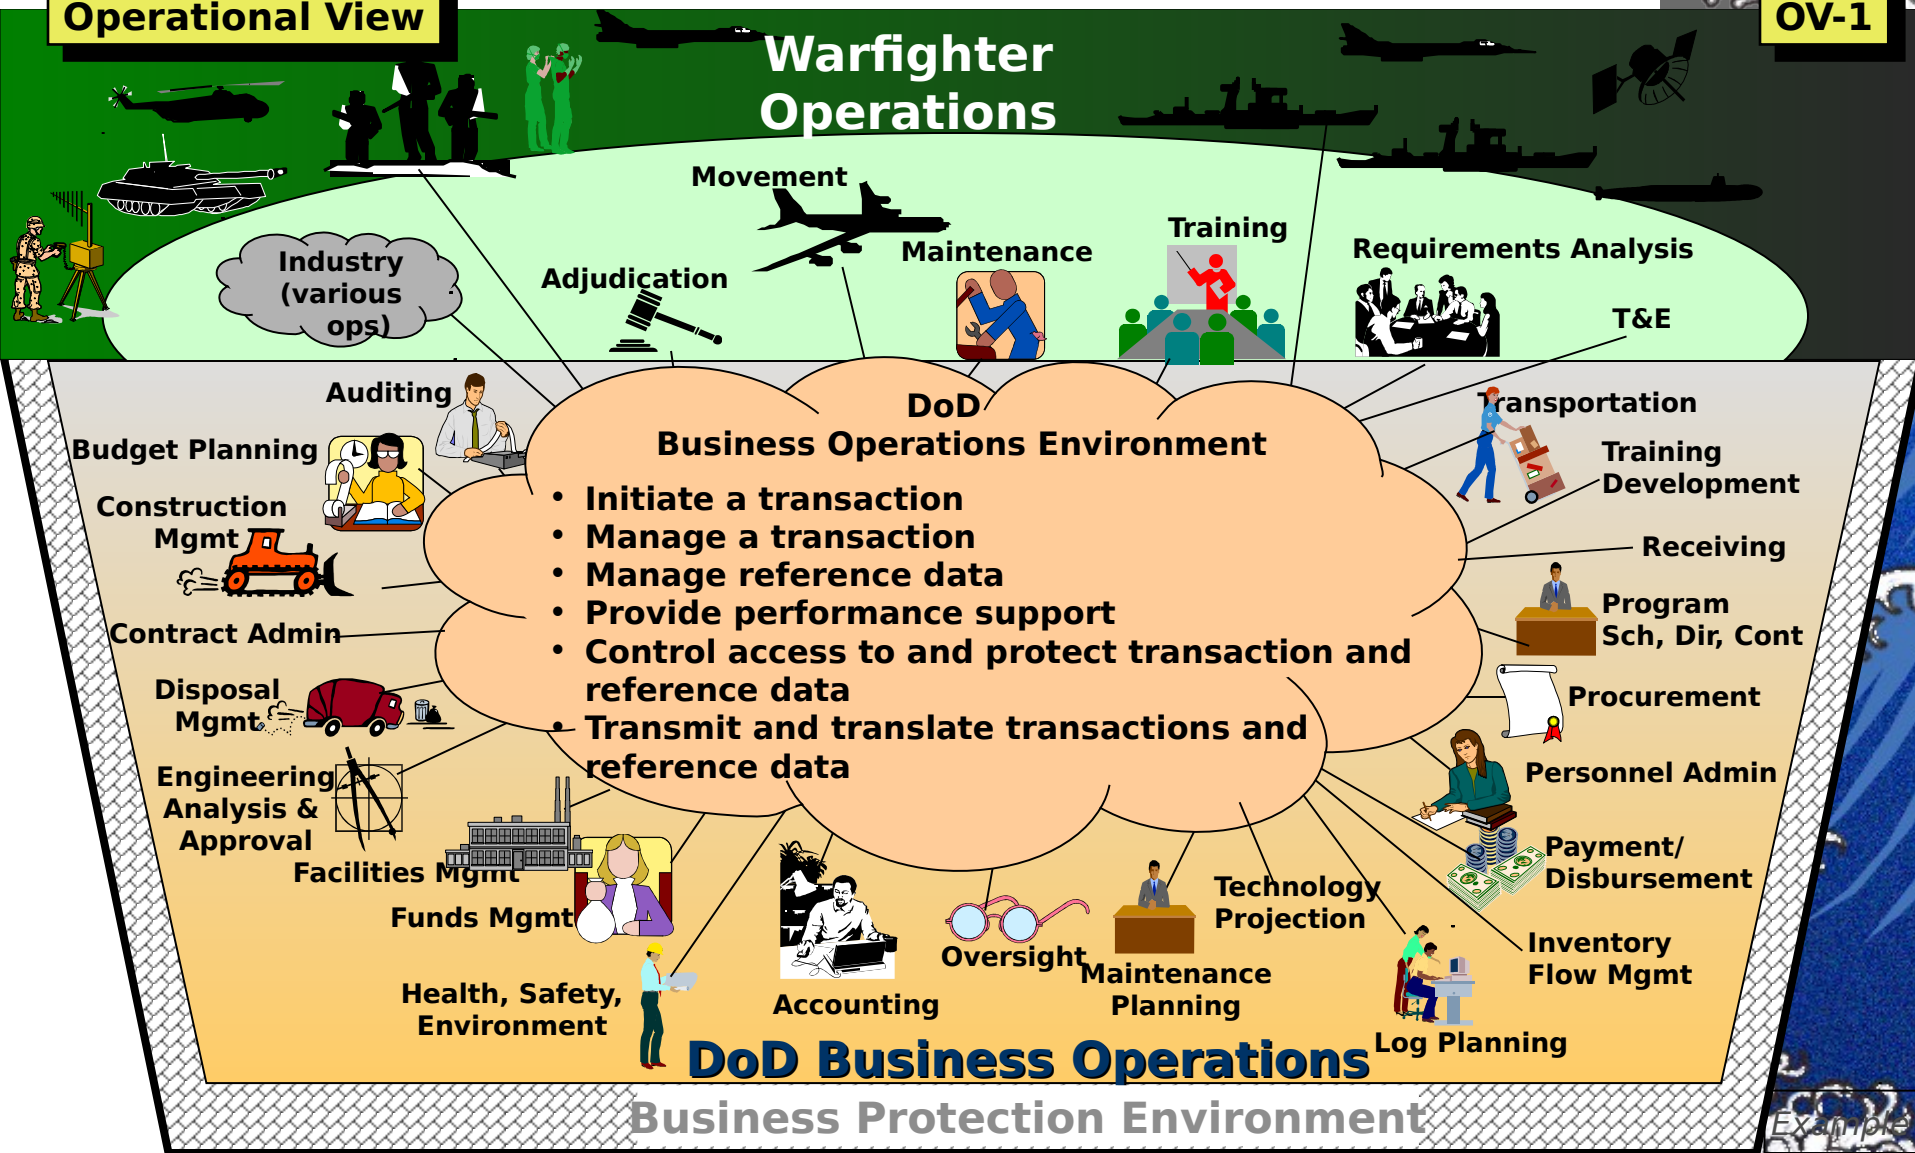 Operational View
OV-1
Warfighter
Operations
Movement
Training
Maintenance
Requirements Analysis
Industry
(various
ops)
Adjudication
T&E
Auditing
DoD
Business Operations Environment
Transportation
Budget Planning
Training
Development
Construction
Mgmt
• Initiate a transaction
• Manage a transaction
• Manage reference data
• Provide performance support
• Control access to and protect transaction and
reference data
• Transmit and translate transactions and
reference data
Receiving
Contract Admin
Program
Sch, Dir, Cont
Disposal
Mgmt
Procurement
Engineering
Analysis &
Approval
Personnel Admin
Facilities Mgmt
Payment/
Disbursement
Funds Mgmt
Technology
Projection
Oversight
Inventory
Flow Mgmt
Maintenance
Planning
Health, Safety,
Environment
Accounting
Log Planning
DoD Business Operations
Business Protection Environment
Example